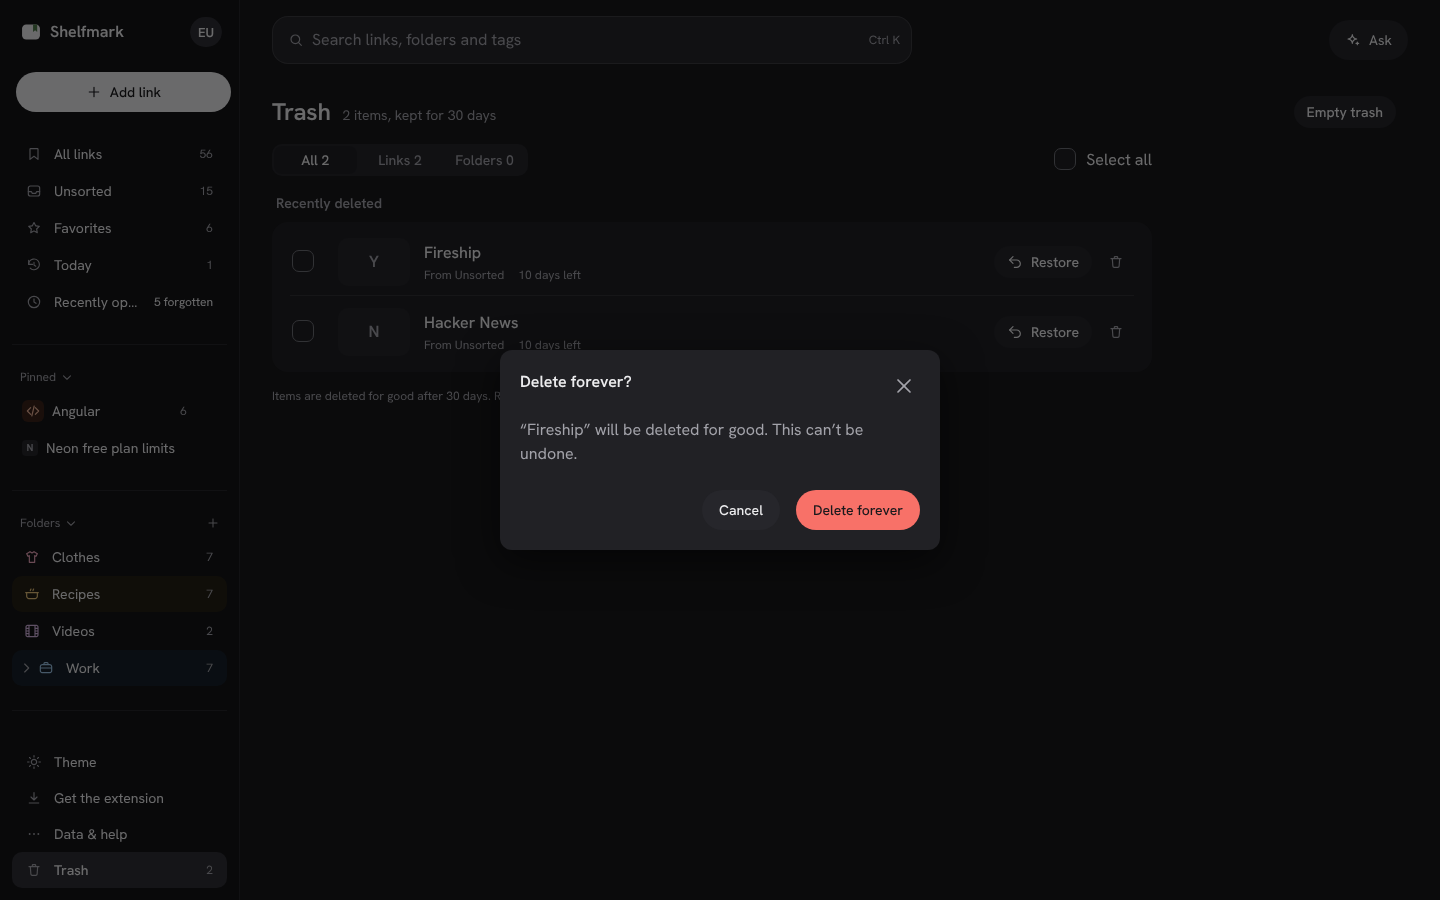 Shelfmark
EU
Add link
All links 56
Unsorted 15
Favorites 6
Today 1
Recently op... 5 forgotten
Pinned
Angular 6
N Neon free plan limits
Folders
Clothes 7
Recipes 7
Videos 2
Work 7
Theme
Get the extension
Data & help
Trash 2
Search links, folders and tags Ctrl K
Ask
Trash 2 items, kept for 30 days
Empty trash
All 2 Links 2 Folders 0
Select all
Recently deleted
Y
Fireship
From Unsorted 10 days left
Restore
N
Hacker News
From Unsorted 10 days left
Restore
Items are deleted for good after 30 days. R
Delete forever?
“Fireship” will be deleted for good. This can’t be
undone.
Cancel
Delete forever